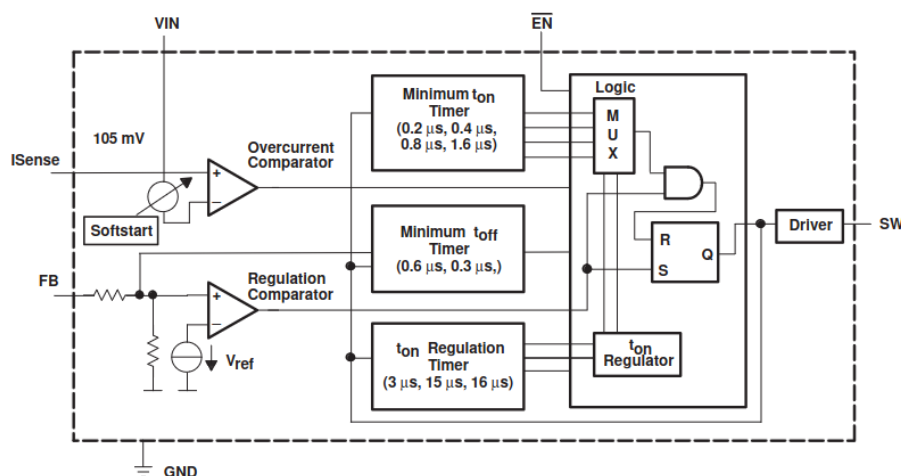 VIN
EN
Minimum ton
Timer
(0.2 μs, 0.4 μs,
0.8 μs, 1.6 μs)
Logic
M
U
X
105 mV
Overcurrent
Comparator
ISense
+
−
Softstart
Minimum toff
Timer
(0.6 μs, 0.3 μs,)
R
Q
S
Driver
SW
FB
Regulation
Comparator
+
−
Vref
ton Regulation
Timer
(3 μs, 15 μs, 16 μs)
ton
Regulator
GND